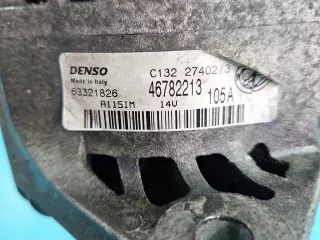 DENSO C132 2740273
Made in Italy
63321826 46782213 105A
A115IM 14V